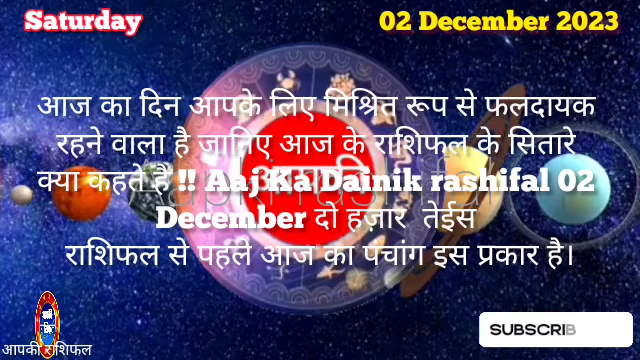 Saturday
02 December 2023
आज का दिन आपके लिए मिश्रित रूप से फलदायक
रहने वाला है जानिए आज के राशिफल के सितारे
क्या कहते है !! Aaj Ka Dainik rashifal 02
December दो हज़ार तेईस
राशिफल से पहले आज का पंचांग इस प्रकार है।
SUBSCRIB
आपकी राशिफल